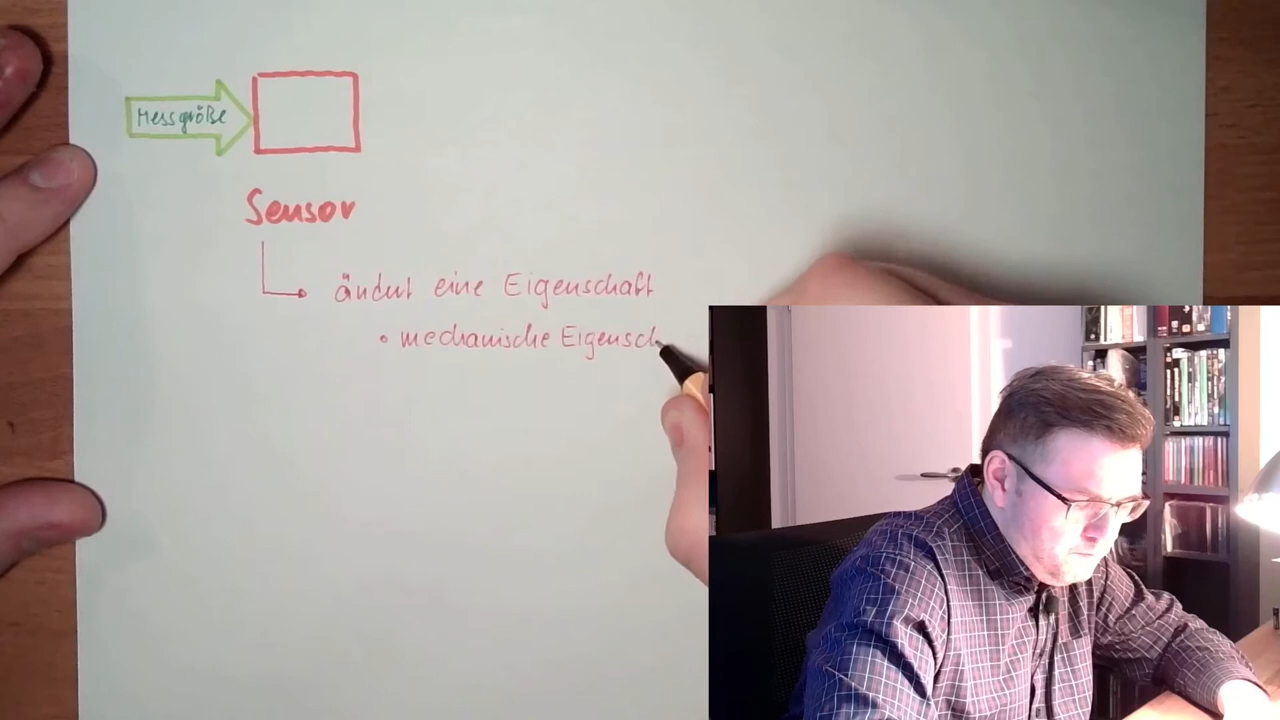 Messgröße
Sensor
ändert eine Eigenschaft
• mechanische Eigensch